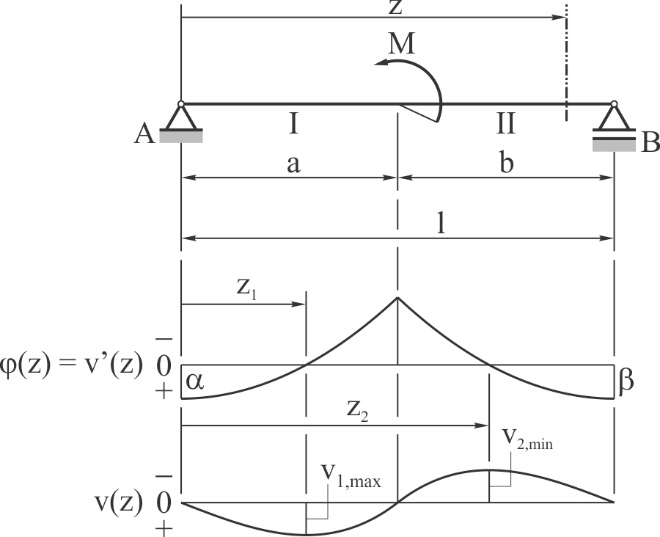 z
M
A
I
II
B
a
b
l
z₁
−
φ(z) = v’(z) 0
+
α
β
z₂
−
v(z) 0
+
v₁,max
v₂,min